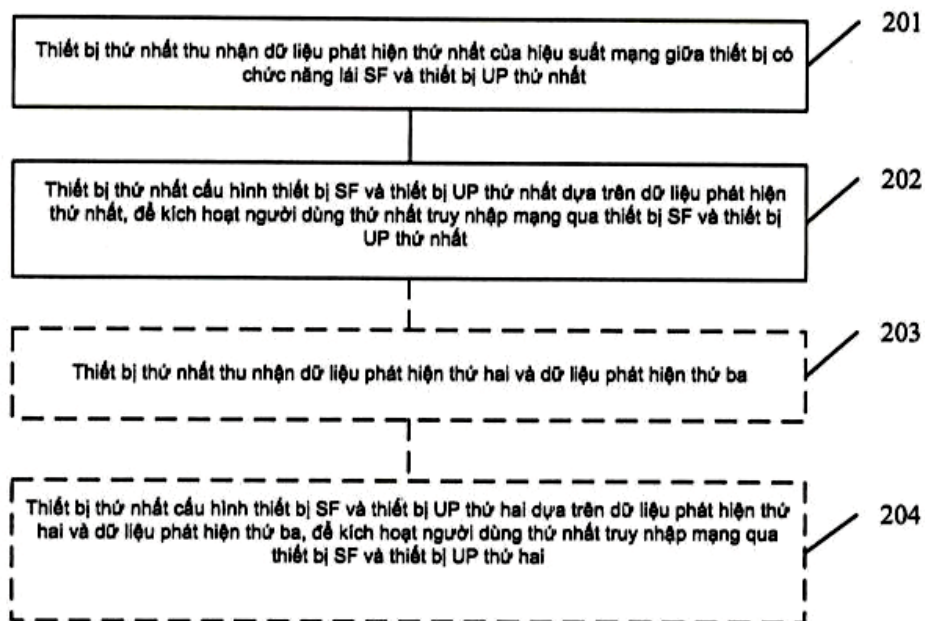 201
Thiết bị thứ nhất thu nhận dữ liệu phát hiện thứ nhất của hiệu suất mạng giữa thiết bị có
chức năng lái SF và thiết bị UP thứ nhất
202
Thiết bị thứ nhất cấu hình thiết bị SF và thiết bị UP thứ nhất dựa trên dữ liệu phát hiện
thứ nhất, để kích hoạt người dùng thứ nhất truy nhập mạng qua thiết bị SF và thiết bị
UP thứ nhất
203
Thiết bị thứ nhất thu nhận dữ liệu phát hiện thứ hai và dữ liệu phát hiện thứ ba
204
Thiết bị thứ nhất cấu hình thiết bị SF và thiết bị UP thứ hai dựa trên dữ liệu phát hiện thứ
hai và dữ liệu phát hiện thứ ba, để kích hoạt người dùng thứ nhất truy nhập mạng qua
thiết bị SF và thiết bị UP thứ hai